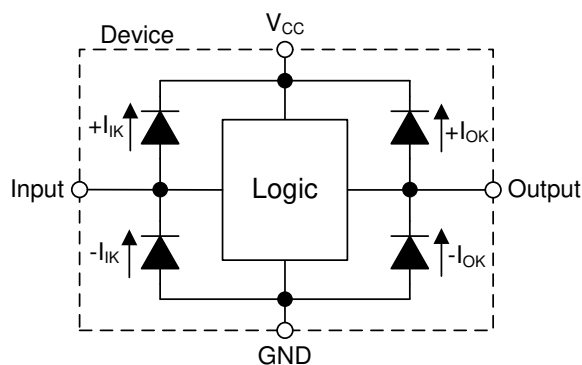 Device
V_CC
+I_IK
+I_OK
Input
Logic
Output
-I_IK
-I_OK
GND